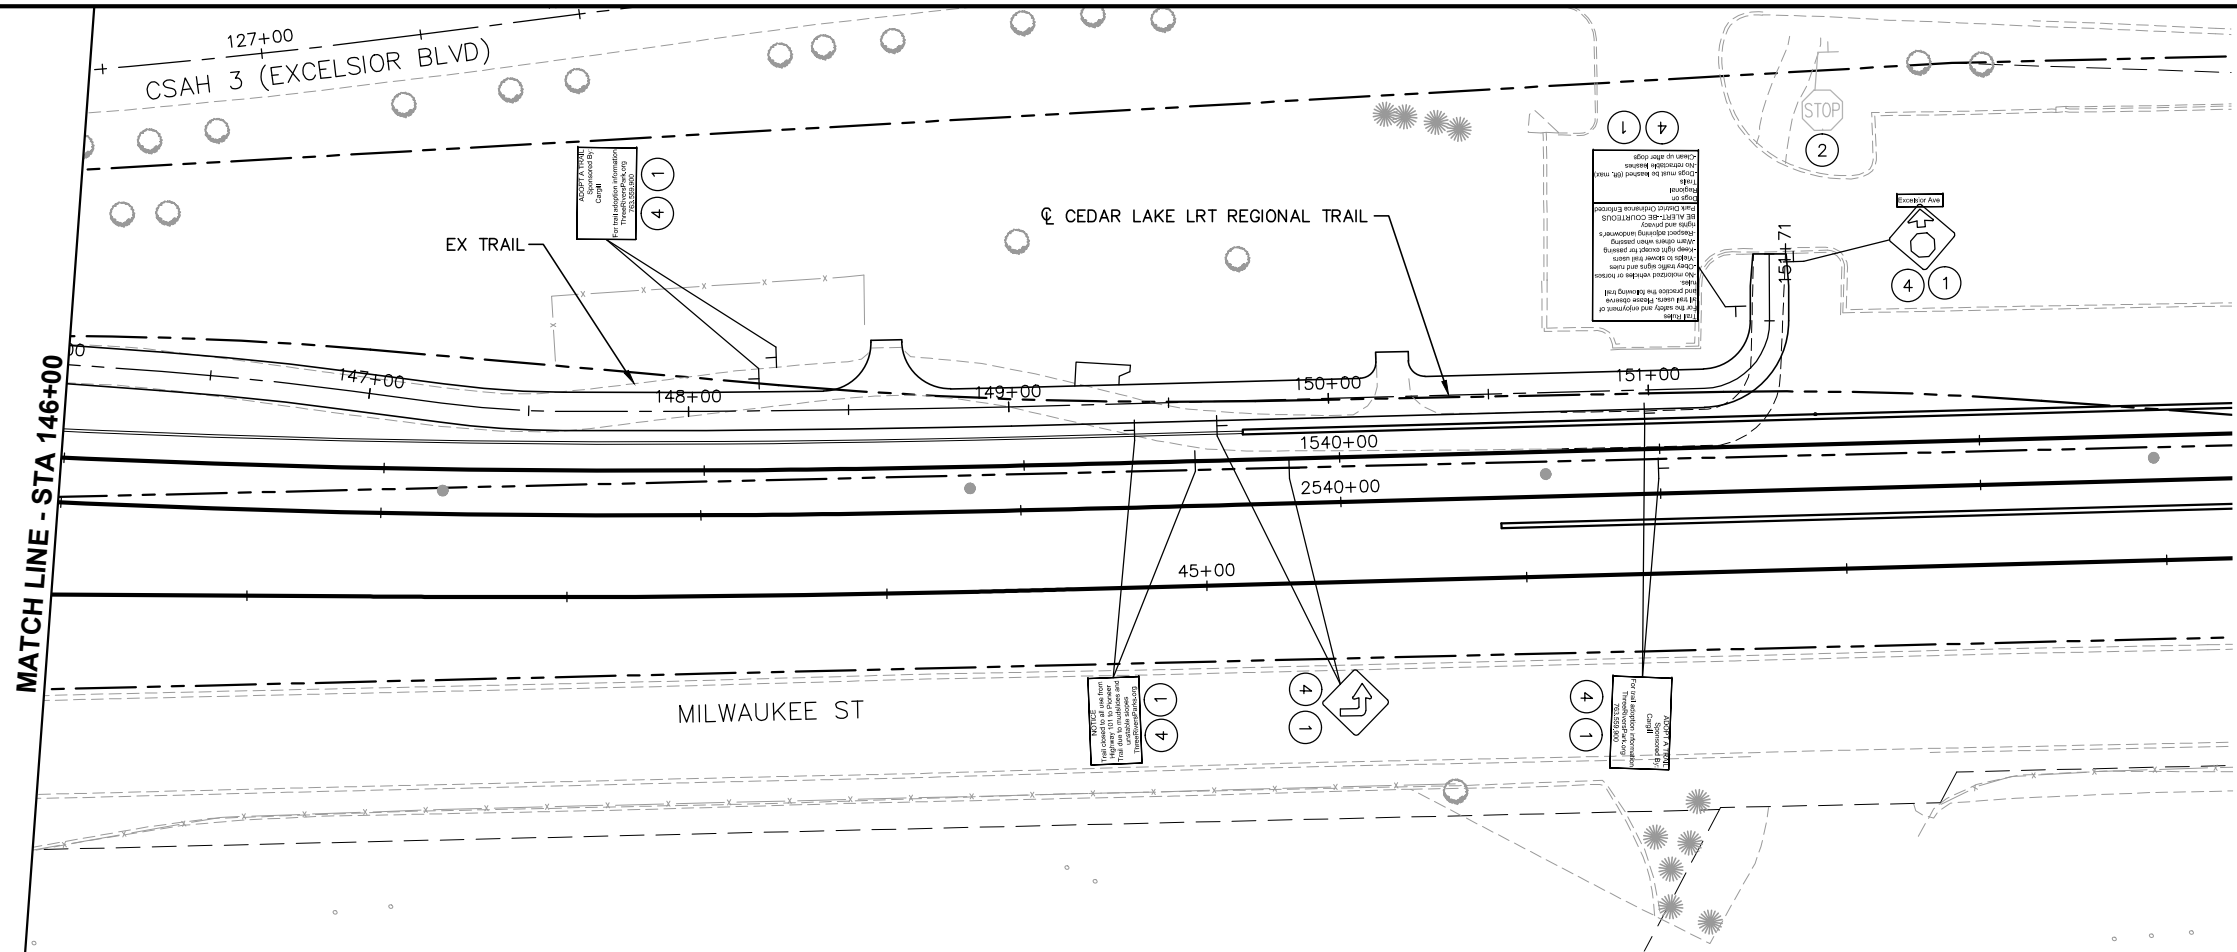 127+00
CSAH 3 (EXCELSIOR BLVD)
STOP
2
1
4
Trail Rules
For the safety and enjoyment of
all trail users. Please observe
and practice the following trail
rules.
-No motorized vehicles or horses
-Obey traffic signs and rules
-Yields to slower trail users
-Keep right except for passing
-Warn others when passing
-Respect adjoining landowner's
rights and privacy
BE ALERT--BE COURTEOUS
Park District Ordinance Enforced
Dogs on
Regional
Trails
-Dogs must be leashed (6ft. max)
-No retractable leashes
-Clean up after dogs
ADOPT A TRAIL
Sponsored By
Cargill
For trail adoption information
ThreeRiversPark.org
763.559.900
1
4
EX TRAIL
℄ CEDAR LAKE LRT REGIONAL TRAIL
Excelsior Ave
4
1
151+71
00
147+00
148+00
149+00
150+00
151+00
1540+00
2540+00
45+00
MATCH LINE - STA 146+00
MILWAUKEE ST
NOTICE
Trail closed to all use from
Highway 101 to Pioneer
Trail due to mudslides and
unstable slopes
ThreeRiversParks.org
1
4
4
1
ADOPT A TRAIL
Sponsored By
Cargill
For trail adoption information
ThreeRiversPark.org
763.559.900
4
1